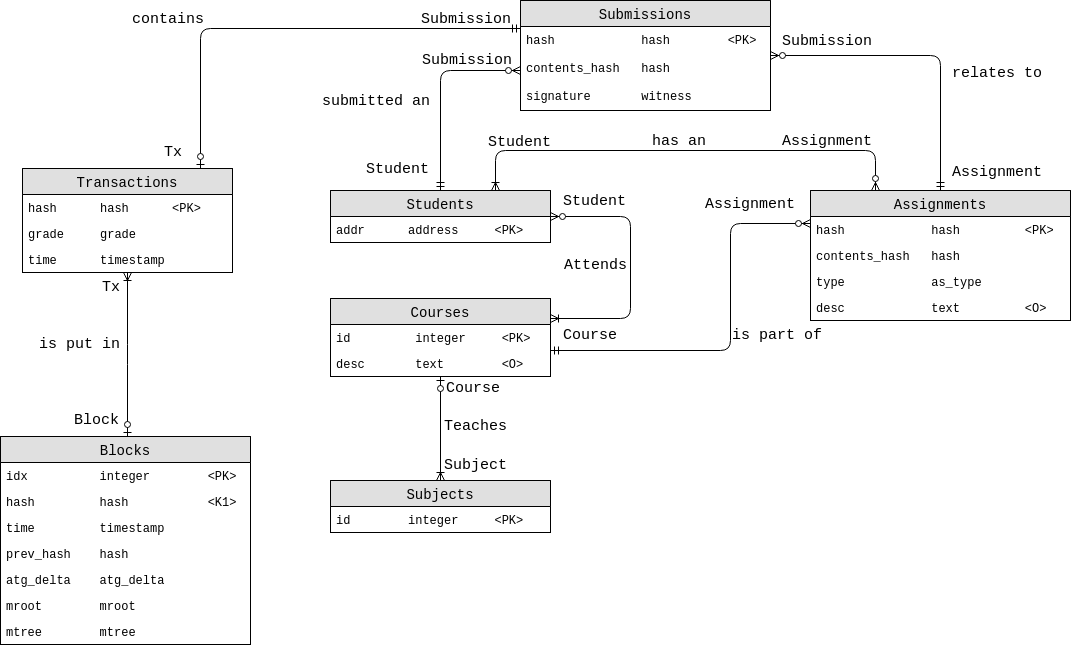 contains
Submission
Submissions
hash hash <PK>
contents_hash hash
signature witness
Submission
submitted an
Student
Submission
relates to
Assignment
Student
has an
Assignment
Tx
Transactions
hash hash <PK>
grade grade
time timestamp
Tx
is put in
Block
Students
addr address <PK>
Student
Attends
Assignment
Assignments
hash hash <PK>
contents_hash hash
type as_type
desc text <O>
Courses
id integer <PK>
desc text <O>
Course
is part of
Course
Teaches
Subject
Subjects
id integer <PK>
Blocks
idx integer <PK>
hash hash <K1>
time timestamp
prev_hash hash
atg_delta atg_delta
mroot mroot
mtree mtree